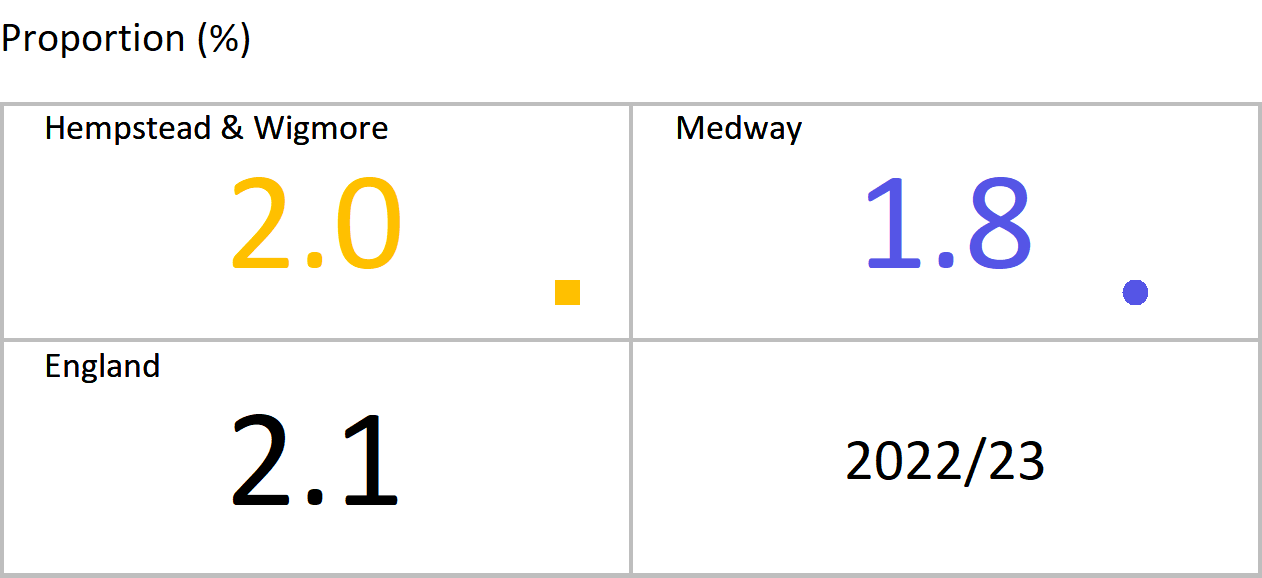 Proportion (%)
Hempstead & Wigmore
2.0
Medway
1.8
England
2.1
2022/23